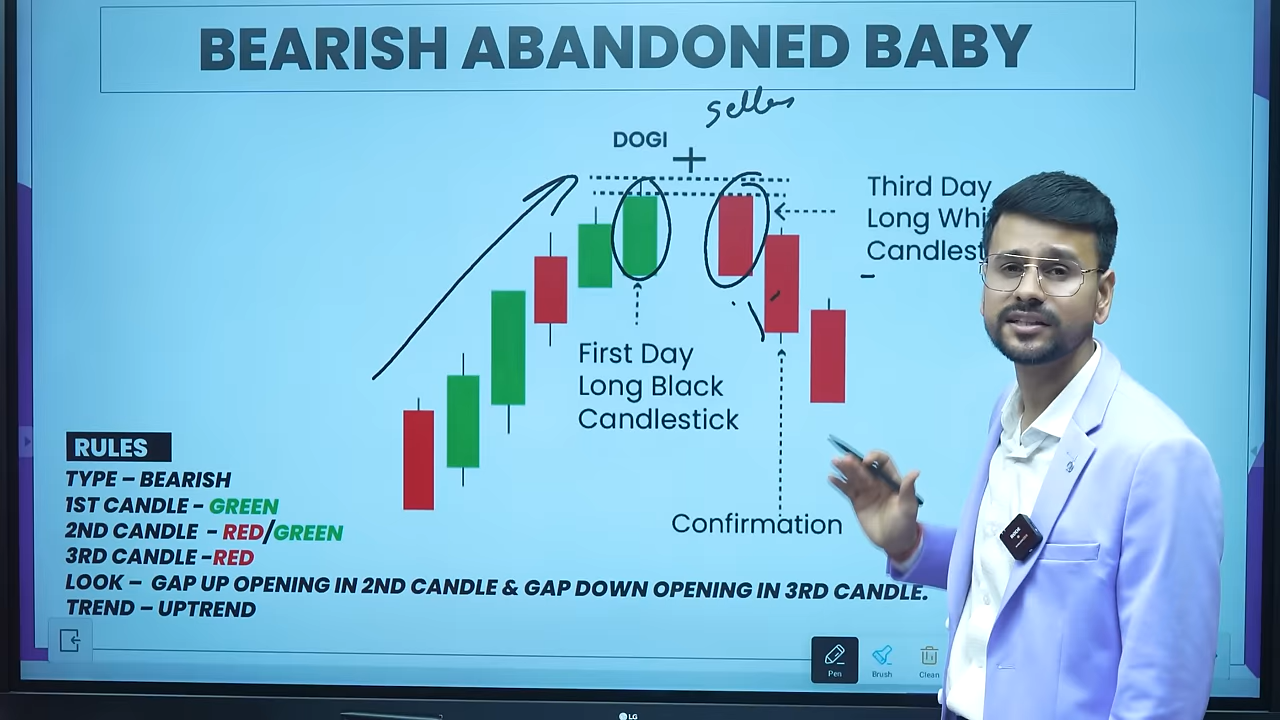 BEARISH ABANDONED BABY
DOGI
Third Day
Long Whi
Candlest
First Day
Long Black
Candlestick
Confirmation
RULES
TYPE – BEARISH
1ST CANDLE - GREEN
2ND CANDLE - RED/GREEN
3RD CANDLE -RED
LOOK – GAP UP OPENING IN 2ND CANDLE & GAP DOWN OPENING IN 3RD CANDLE.
TREND – UPTREND
Pen
Brush
Clean
LG